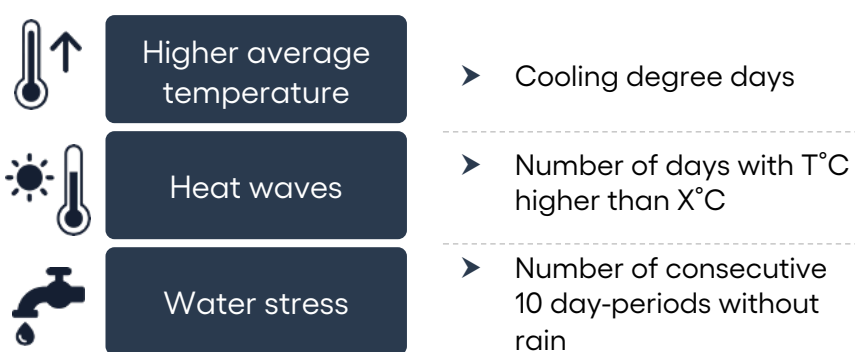 Higher average
temperature
Cooling degree days
Heat waves
Number of days with T˚C
higher than X˚C
Water stress
Number of consecutive
10 day-periods without
rain